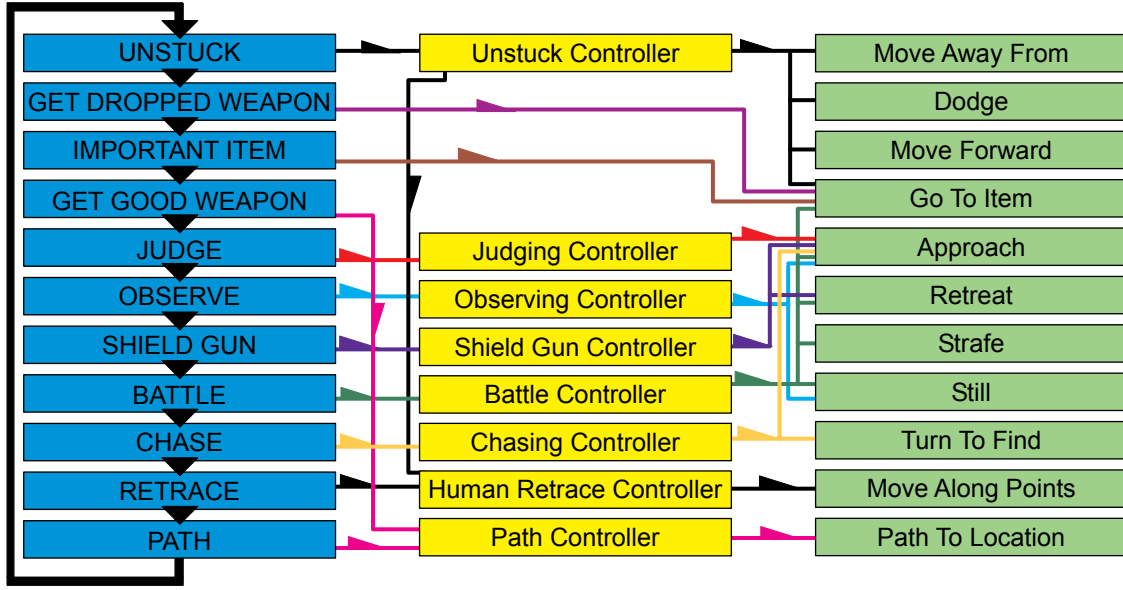 UNSTUCK
Unstuck Controller
Move Away From
GET DROPPED WEAPON
Dodge
IMPORTANT ITEM
Move Forward
GET GOOD WEAPON
Go To Item
JUDGE
Judging Controller
Approach
OBSERVE
Observing Controller
Retreat
SHIELD GUN
Shield Gun Controller
Strafe
BATTLE
Battle Controller
Still
CHASE
Chasing Controller
Turn To Find
RETRACE
Human Retrace Controller
Move Along Points
PATH
Path Controller
Path To Location